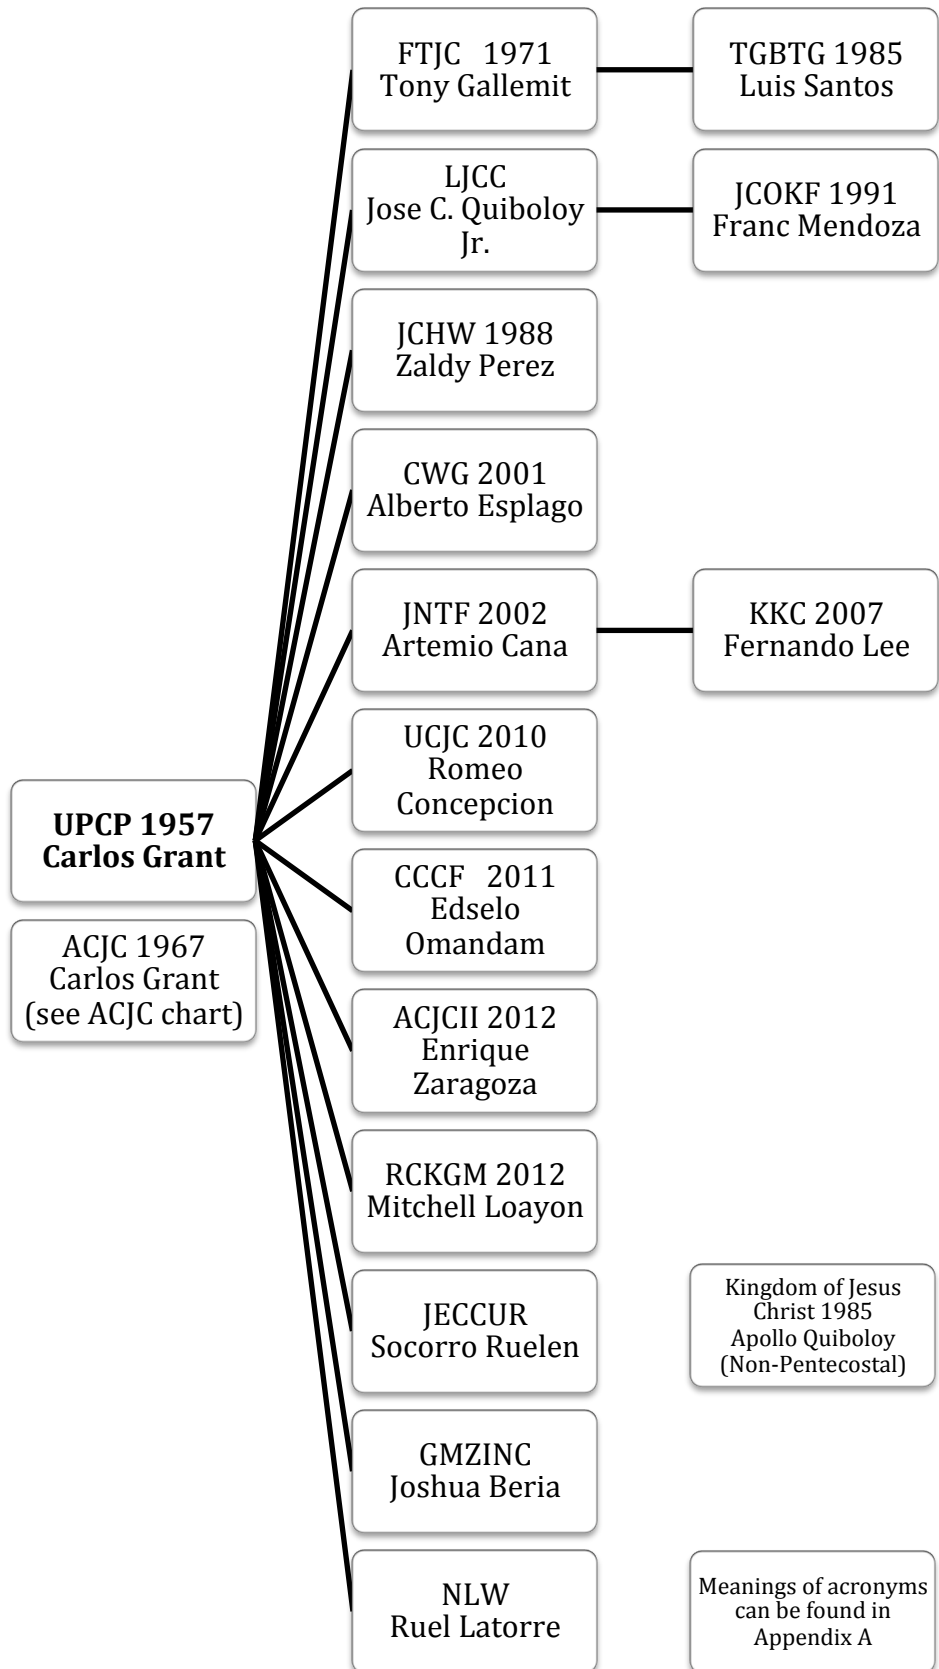 FTJC   1971
Tony Gallemit
TGBTG 1985
Luis Santos
LJCC
Jose C. Quiboloy
Jr.
JCOKF 1991
Franc Mendoza
JCHW 1988
Zaldy Perez
CWG 2001
Alberto Esplago
JNTF 2002
Artemio Cana
KKC 2007
Fernando Lee
UCJC 2010
Romeo
Concepcion
UPCP 1957
Carlos Grant
CCCF   2011
Edselo
Omandam
ACJC 1967
Carlos Grant
(see ACJC chart)
ACJCII 2012
Enrique
Zaragoza
RCKGM 2012
Mitchell Loayon
JECCUR
Socorro Ruelen
Kingdom of Jesus
Christ 1985
Apollo Quiboloy
(Non-Pentecostal)
GMZINC
Joshua Beria
NLW
Ruel Latorre
Meanings of acronyms
can be found in
Appendix A